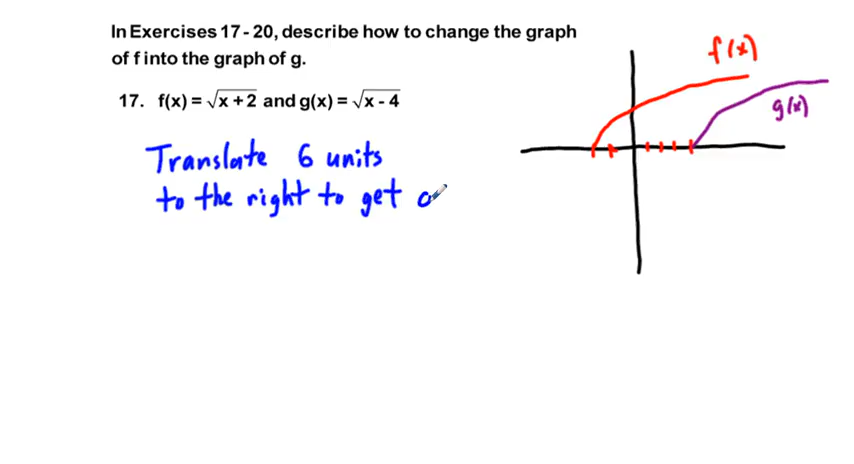 In Exercises 17 - 20, describe how to change the graph
of f into the graph of g.
17. f(x) = √x + 2 and g(x) = √x - 4
Translate 6 units
to the right to get
f(x)
g(x)